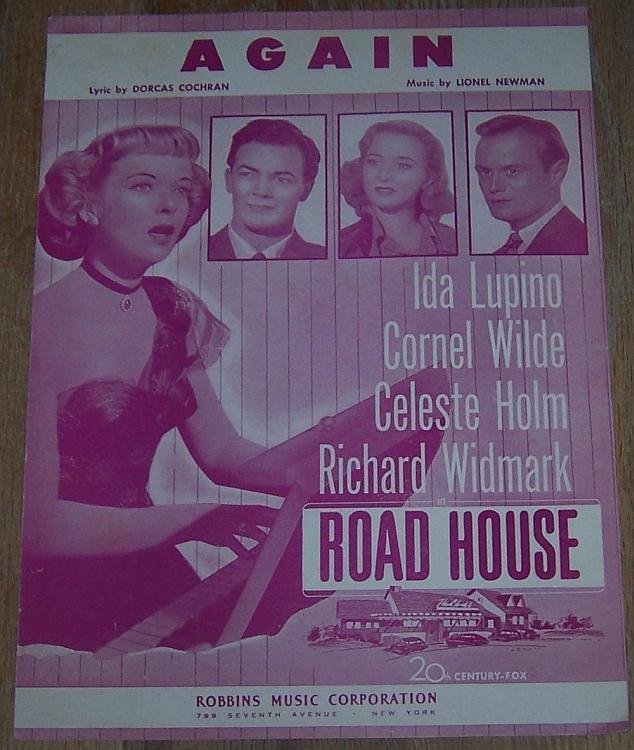 AGAIN
Lyric by DORCAS COCHRAN
Music by LIONEL NEWMAN
Ida Lupino
Cornel Wilde
Celeste Holm
Richard Widmark
in
ROAD HOUSE
20th CENTURY-FOX
ROBBINS MUSIC CORPORATION
799 SEVENTH AVENUE · NEW YORK